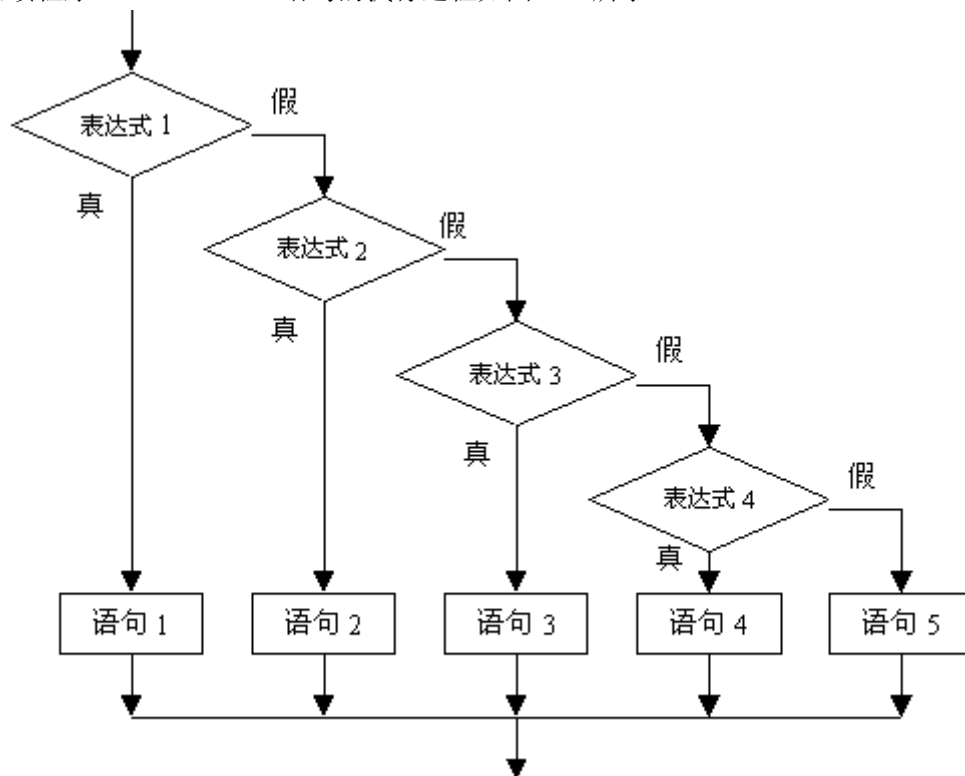 假
表达式 1
真
假
表达式 2
真
假
表达式 3
真
假
表达式 4
真
语句 1
语句 2
语句 3
语句 4
语句 5